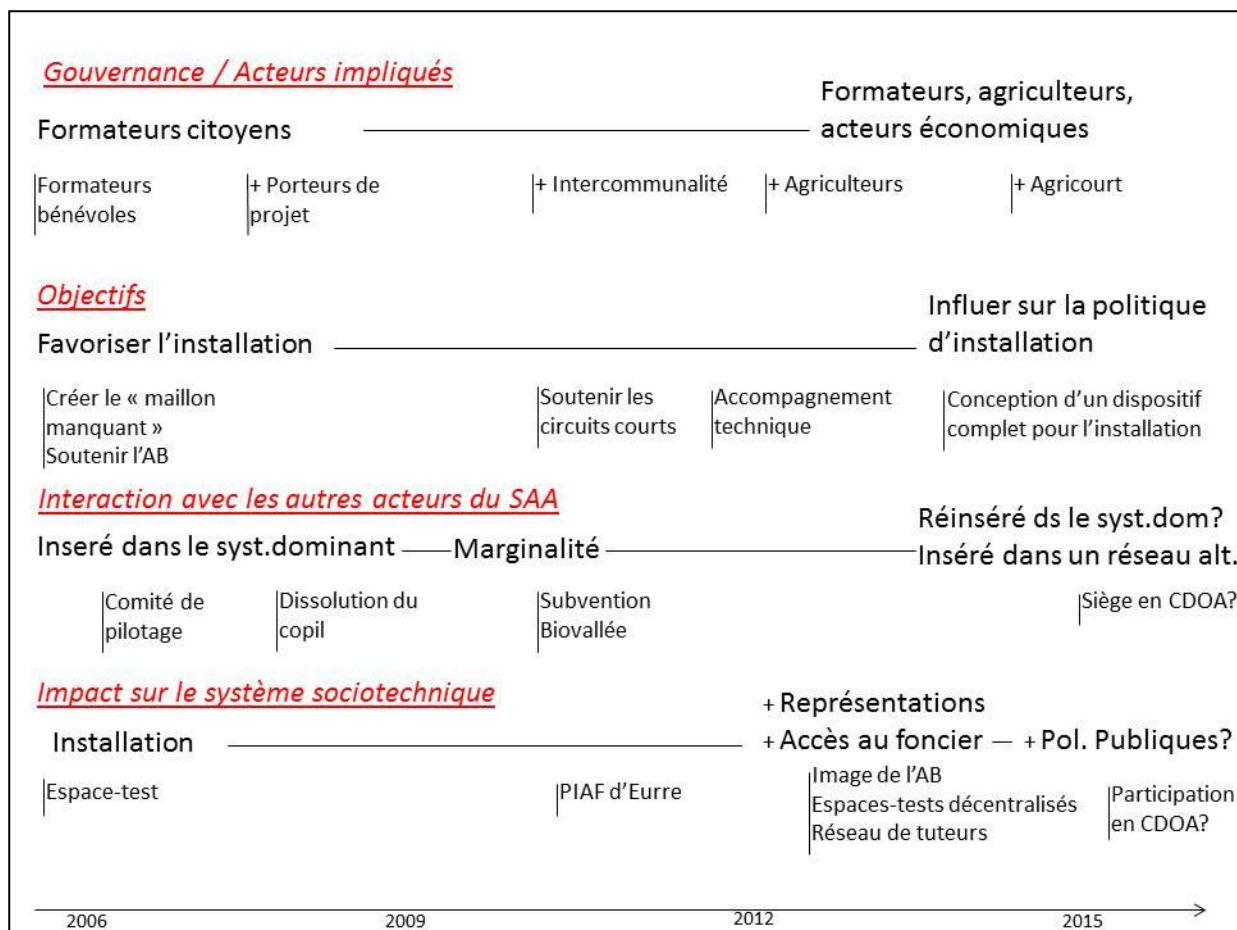 Gouvernance / Acteurs impliqués
Formateurs citoyens
Formateurs, agriculteurs,
acteurs économiques
Formateurs
bénévoles
+ Porteurs de
projet
+ Intercommunalité
+ Agriculteurs
+ Agricourt
Objectifs
Favoriser l'installation
Influer sur la politique
d'installation
Créer le « maillon
manquant »
Soutenir l'AB
Soutenir les
circuits courts
Accompagnement
technique
Conception d'un dispositif
complet pour l'installation
Interaction avec les autres acteurs du SAA
Inseré dans le syst.dominant
Marginalité
Réinséré ds le syst.dom?
Inséré dans un réseau alt.
Comité de
pilotage
Dissolution du
copil
Subvention
Biovallée
Siège en CDOA?
Impact sur le système sociotechnique
Installation
+ Représentations
+ Accès au foncier
+ Pol. Publiques?
Espace-test
PIAF d'Eurre
Image de l'AB
Espaces-tests décentralisés
Réseau de tuteurs
Participation
en CDOA?
2006
2009
2012
2015